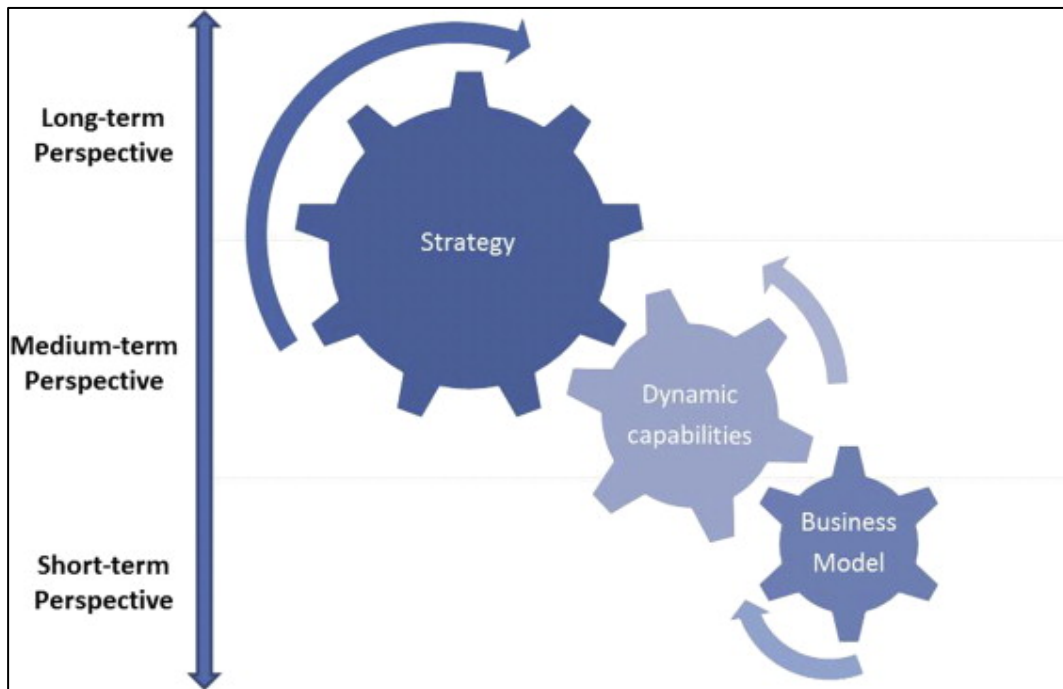 Long-term
Perspective
Strategy
Medium-term
Perspective
Dynamic
capabilities
Business
Model
Short-term
Perspective